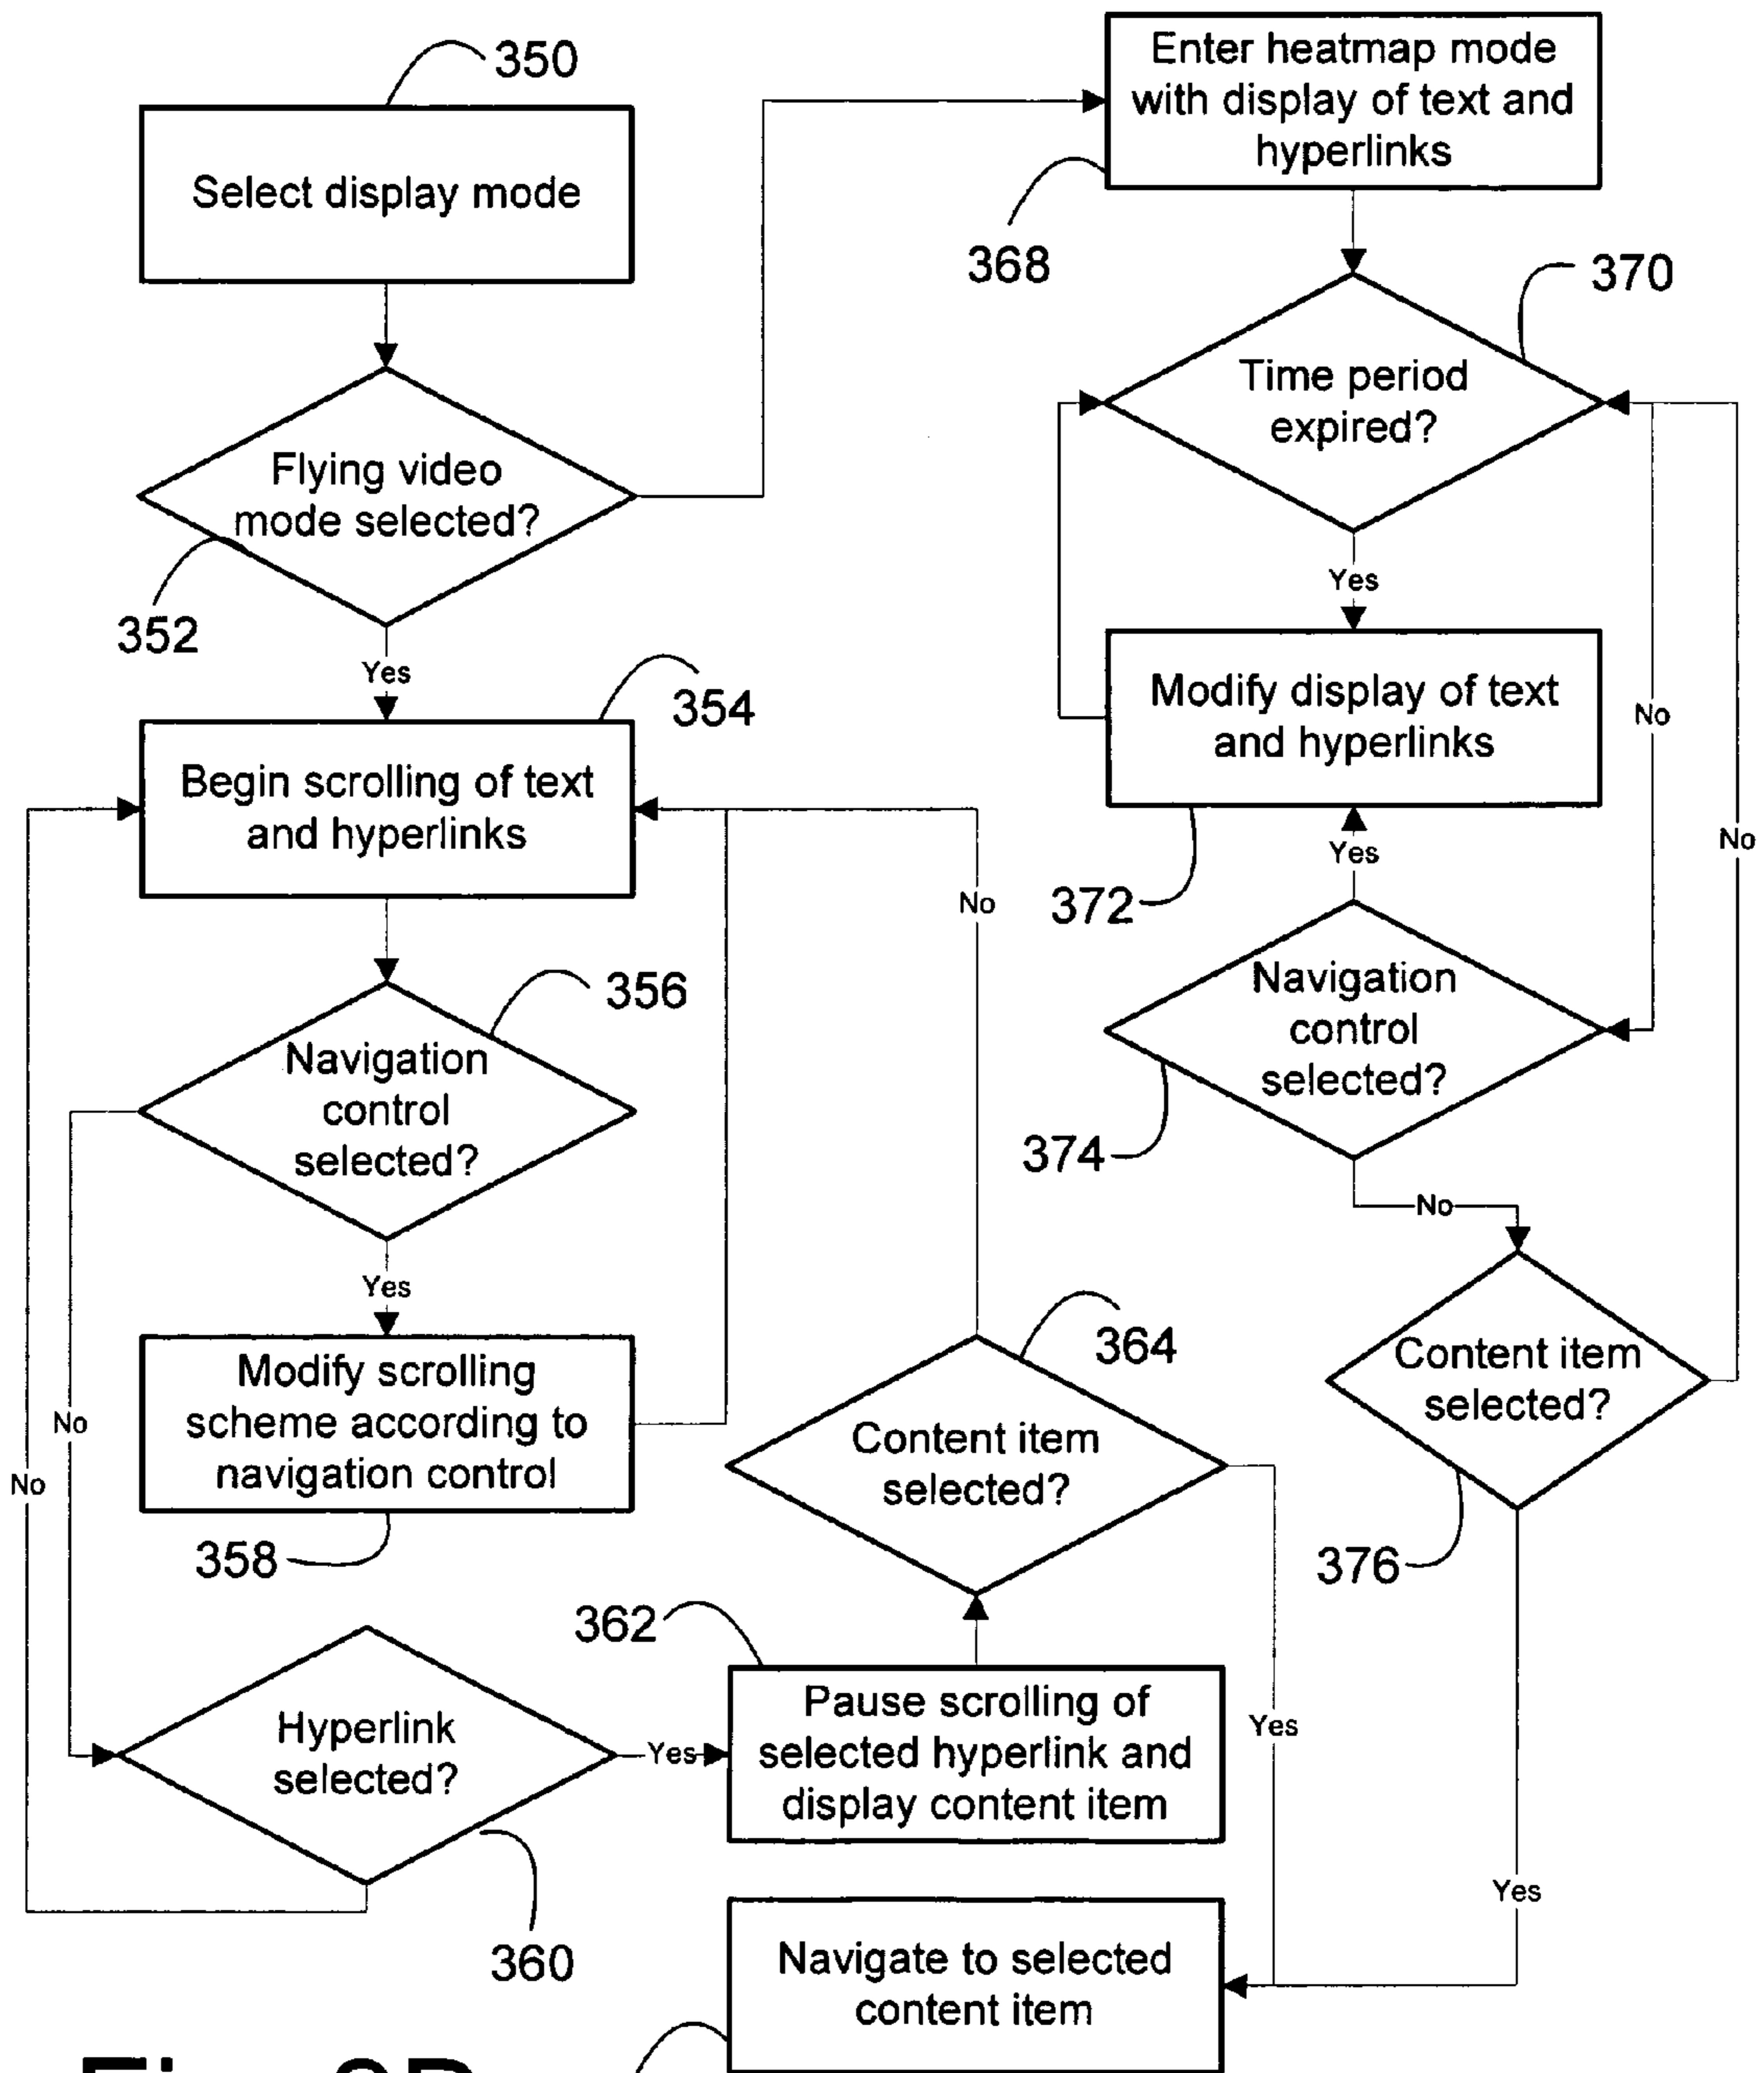 350
Select display mode
Flying video
mode selected?
352
Yes
354
Begin scrolling of text
and hyperlinks
356
Navigation
control
selected?
No
No
Yes
Modify scrolling
scheme according to
navigation control
358
Hyperlink
selected?
360
Yes
362
Pause scrolling of
selected hyperlink and
display content item
364
Content item
selected?
No
Yes
Navigate to selected
content item
Enter heatmap mode
with display of text and
hyperlinks
368
370
Time period
expired?
Yes
No
No
Modify display of text
and hyperlinks
372
Yes
Navigation
control
selected?
374
No
Content item
selected?
376
Yes